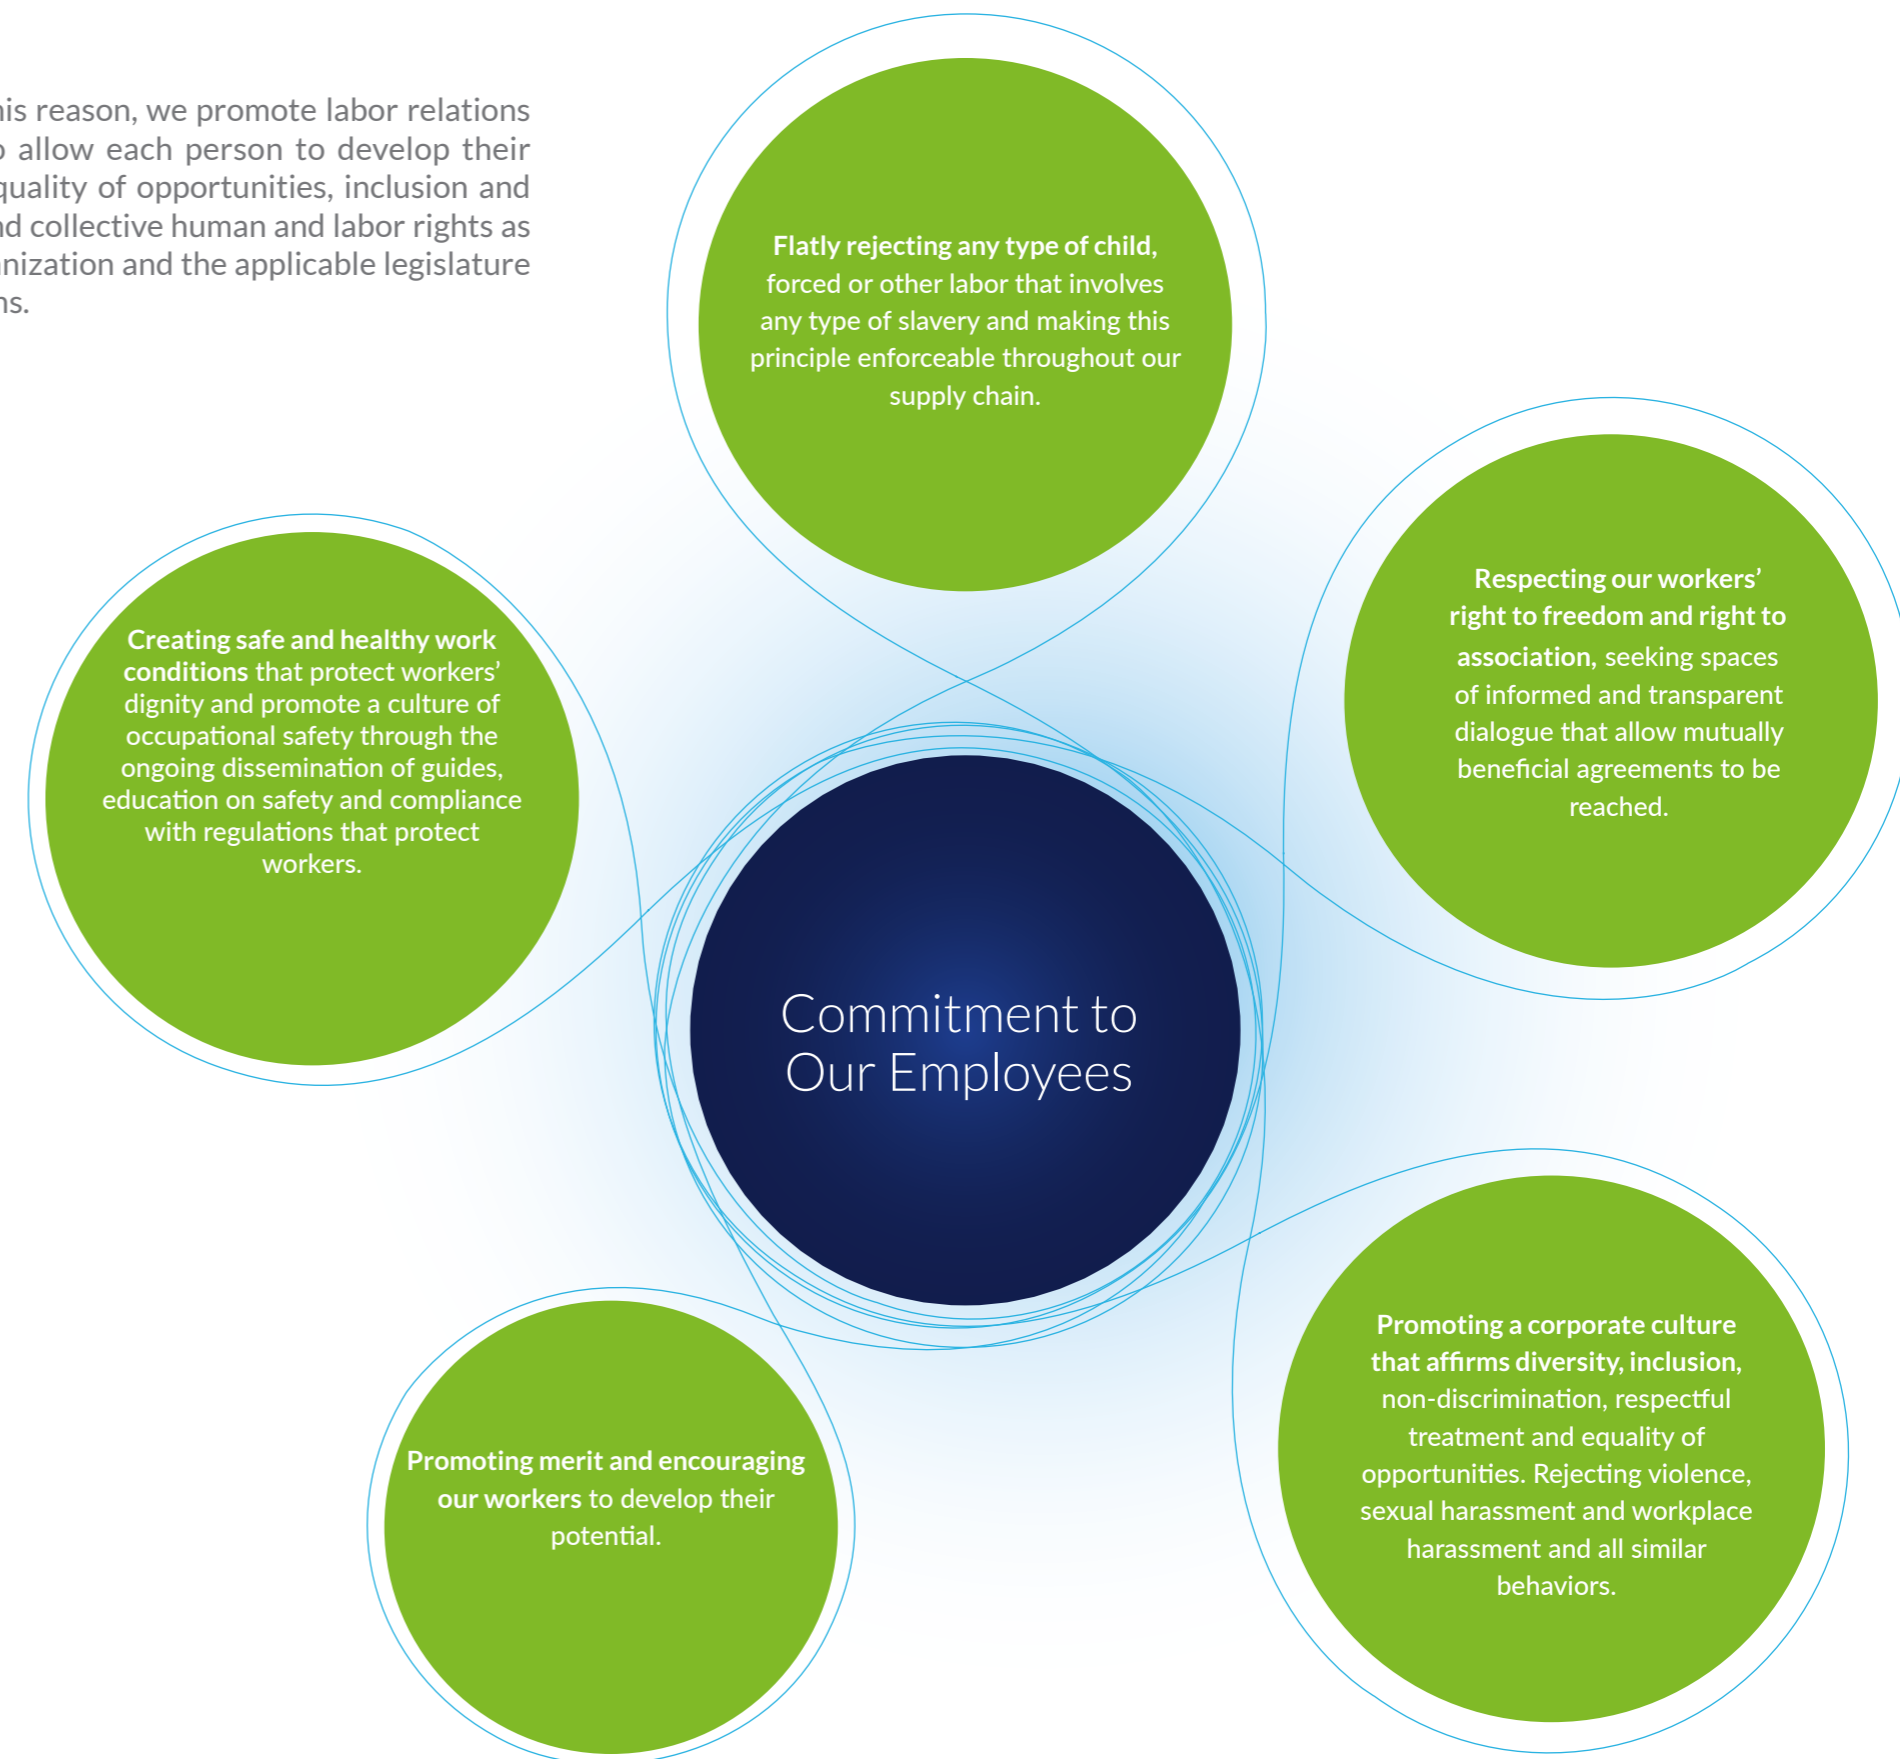 his reason, we promote labor relations
o allow each person to develop their
quality of opportunities, inclusion and
nd collective human and labor rights as
nization and the applicable legislature
ns.
Flatly rejecting any type of child,
forced or other labor that involves
any type of slavery and making this
principle enforceable throughout our
supply chain.
Respecting our workers’
right to freedom and right to
association, seeking spaces
of informed and transparent
dialogue that allow mutually
beneficial agreements to be
reached.
Creating safe and healthy work
conditions that protect workers’
dignity and promote a culture of
occupational safety through the
ongoing dissemination of guides,
education on safety and compliance
with regulations that protect
workers.
Commitment to
Our Employees
Promoting a corporate culture
that affirms diversity, inclusion,
non-discrimination, respectful
treatment and equality of
opportunities. Rejecting violence,
sexual harassment and workplace
harassment and all similar
behaviors.
Promoting merit and encouraging
our workers to develop their
potential.